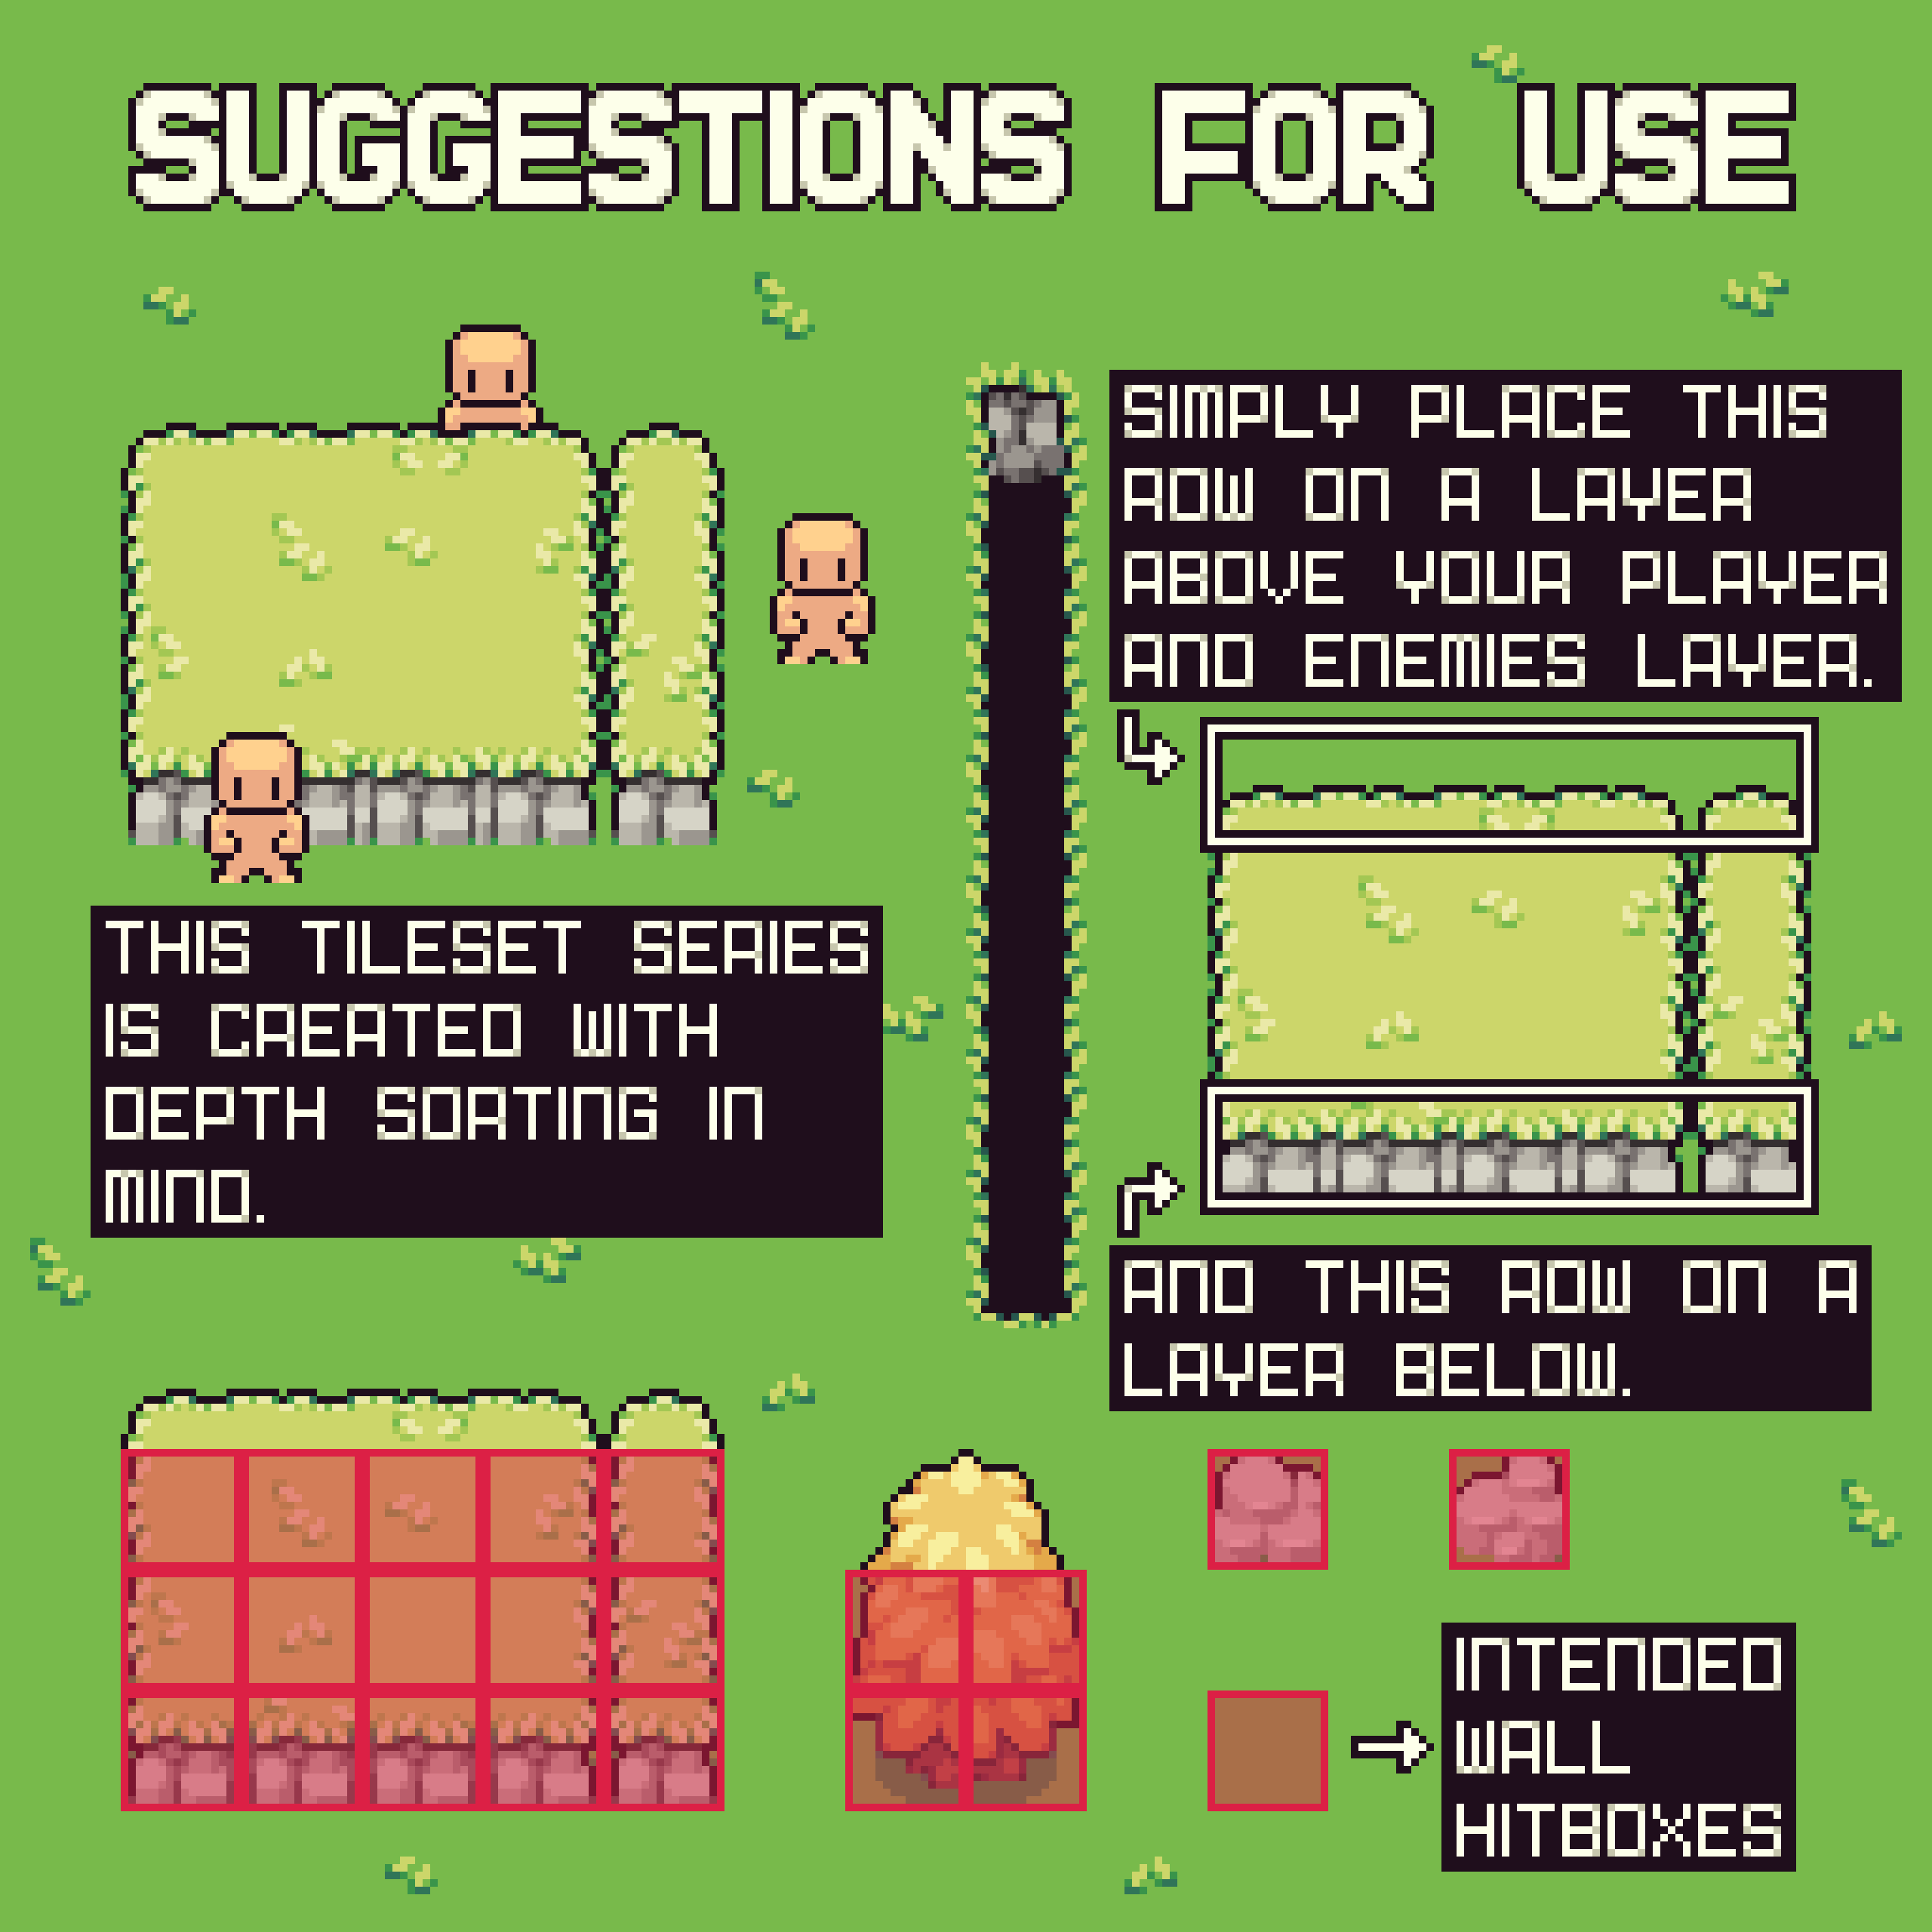 SUGGESTIONS FOR USE
SIMPLY PLACE THIS
ROW ON A LAYER
ABOVE YOUR PLAYER
AND ENEMIES LAYER.
THIS TILESET SERIES
IS CREATED WITH
DEPTH SORTING IN
MIND.
AND THIS ROW ON A
LAYER BELOW.
INTENDED
WALL
HITBOXES